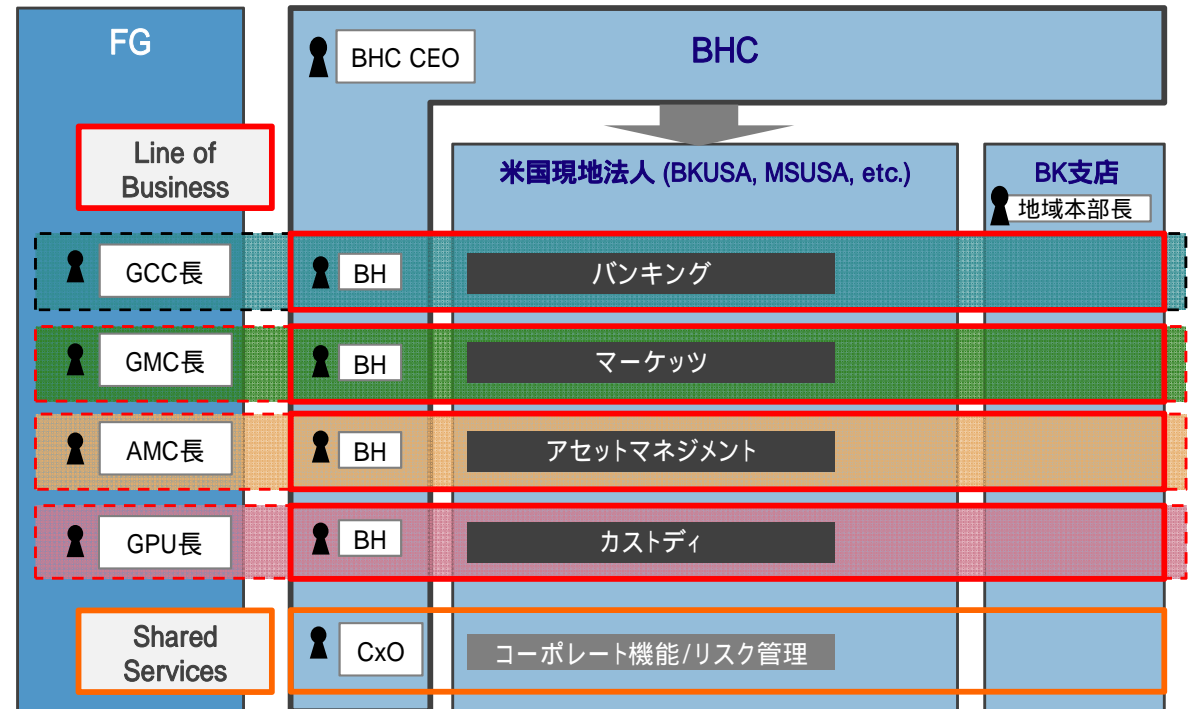 FG
BHC CEO
BHC
Line of
Business
米国現地法人 (BKUSA, MSUSA, etc.)
BK支店
地域本部長
GCC長
BH
バンキング
GMC長
BH
マーケッツ
AMC長
BH
アセットマネジメント
GPU長
BH
カストディ
Shared
Services
CxO
コーポレート機能/リスク管理